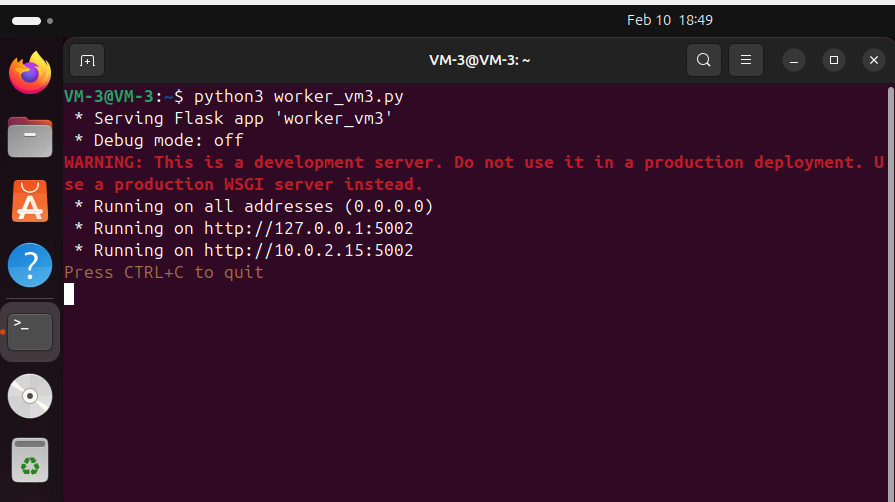 Feb 10 18:49
VM-3@VM-3: ~
VM-3@VM-3:~$ python3 worker_vm3.py
 * Serving Flask app 'worker_vm3'
 * Debug mode: off
WARNING: This is a development server. Do not use it in a production deployment. U
se a production WSGI server instead.
 * Running on all addresses (0.0.0.0)
 * Running on http://127.0.0.1:5002
 * Running on http://10.0.2.15:5002
Press CTRL+C to quit